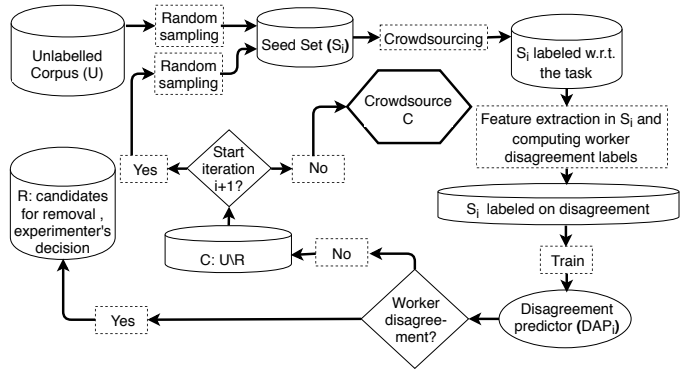 Unlabelled
Corpus (U)
Random
sampling
Random
sampling
Seed Set (Si)
Crowdsourcing
Si labeled w.r.t.
the task
Crowdsource
C
Feature extraction in Si and
computing worker
disagreement labels
Start
iteration
i+1?
Yes
No
R: candidates
for removal ,
experimenter's
decision
Si labeled on disagreement
C: U\R
No
Train
Worker
disagree-
ment?
Yes
Disagreement
predictor (DAPi)